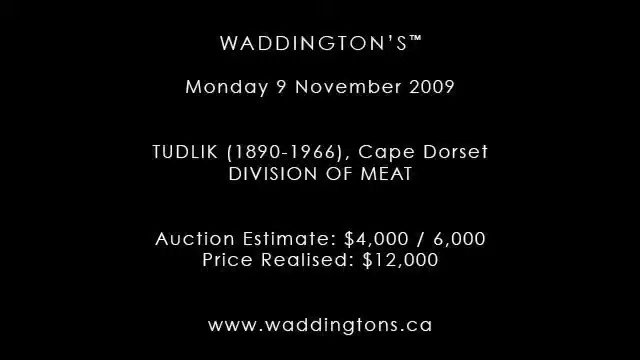 WADDINGTON'S™
Monday 9 November 2009
TUDLIK (1890-1966), Cape Dorset
DIVISION OF MEAT
Auction Estimate: $4,000 / 6,000
Price Realised: $12,000
www.waddingtons.ca